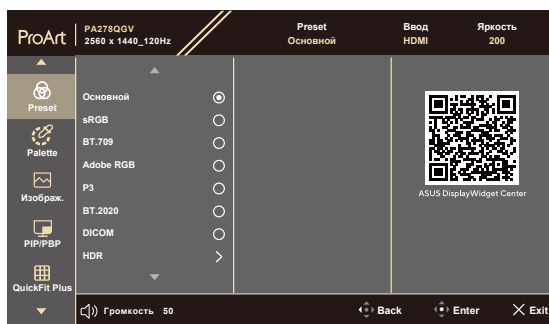 ProArt
PA278QGV
2560 x 1440_120Hz
Preset
Основной
Ввод
HDMI
Яркость
200
Preset
Palette
Изображ.
PIP/PBP
QuickFit Plus
Основной
sRGB
BT.709
Adobe RGB
P3
BT.2020
DICOM
HDR
ASUS DisplayWidget Center
Громкость 50
Back
Enter
Exit